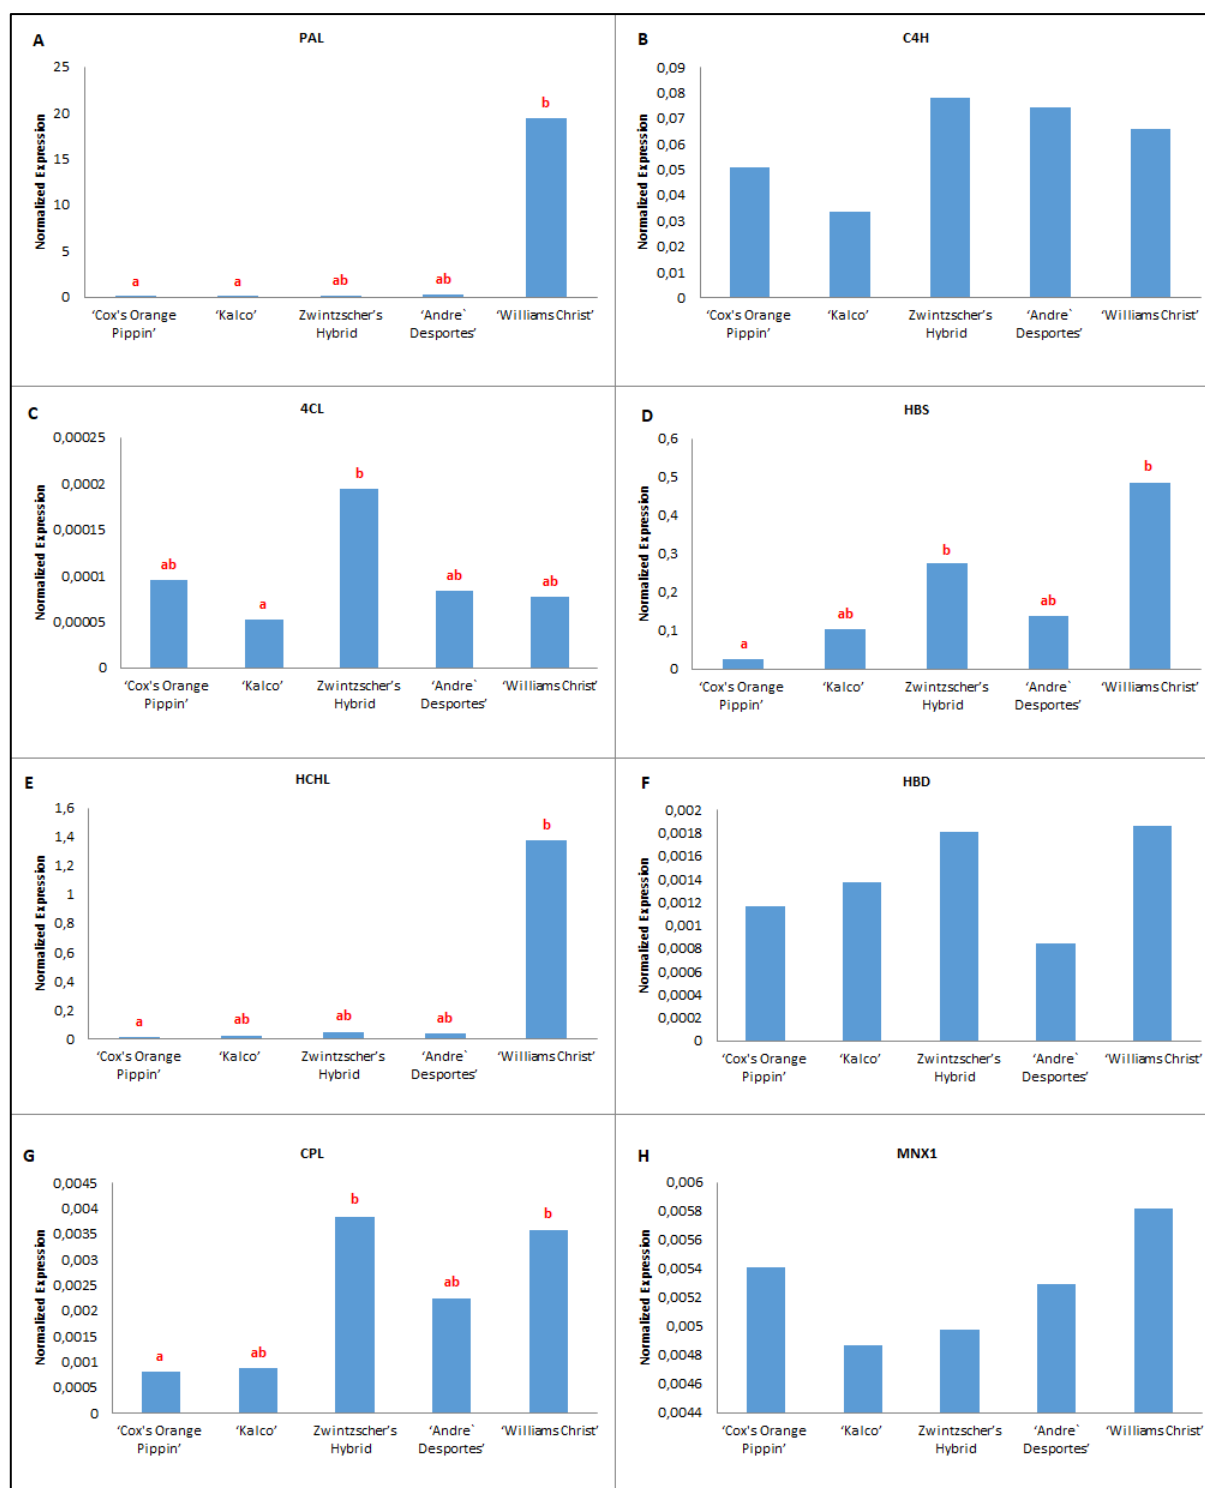 A
PAL
Normalized Expression
25
20
15
10
5
0
a
a
ab
ab
b
‘Cox's Orange
Pippin’
‘Kalco’
Zwintzscher’s
Hybrid
‘Andre`
Desportes’
‘Williams Christ’
B
C4H
Normalized Expression
0,09
0,08
0,07
0,06
0,05
0,04
0,03
0,02
0,01
0
‘Cox's Orange
Pippin’
‘Kalco’
Zwintzscher’s
Hybrid
‘Andre`
Desportes’
‘Williams Christ’
C
4CL
Normalized Expression
0,00025
0,0002
0,00015
0,0001
0,00005
0
ab
a
b
ab
ab
‘Cox's Orange
Pippin’
‘Kalco’
Zwintzscher’s
Hybrid
‘Andre`
Desportes’
‘Williams Christ’
D
HBS
Normalized Expression
0,6
0,5
0,4
0,3
0,2
0,1
0
a
ab
b
ab
b
‘Cox's Orange
Pippin’
‘Kalco’
Zwintzscher’s
Hybrid
‘Andre`
Desportes’
‘Williams Christ’
E
HCHL
Normalized Expression
1,6
1,4
1,2
1
0,8
0,6
0,4
0,2
0
a
ab
ab
ab
b
‘Cox's Orange
Pippin’
‘Kalco’
Zwintzscher’s
Hybrid
‘Andre`
Desportes’
‘Williams Christ’
F
HBD
Normalized Expression
0,002
0,0018
0,0016
0,0014
0,0012
0,001
0,0008
0,0006
0,0004
0,0002
0
‘Cox's Orange
Pippin’
‘Kalco’
Zwintzscher’s
Hybrid
‘Andre`
Desportes’
‘Williams Christ’
G
CPL
Normalized Expression
0,0045
0,004
0,0035
0,003
0,0025
0,002
0,0015
0,001
0,0005
0
a
ab
b
ab
b
‘Cox's Orange
Pippin’
‘Kalco’
Zwintzscher’s
Hybrid
‘Andre`
Desportes’
‘Williams Christ’
H
MNX1
Normalized Expression
0,006
0,0058
0,0056
0,0054
0,0052
0,005
0,0048
0,0046
0,0044
‘Cox's Orange
Pippin’
‘Kalco’
Zwintzscher’s
Hybrid
‘Andre`
Desportes’
‘Williams Christ’